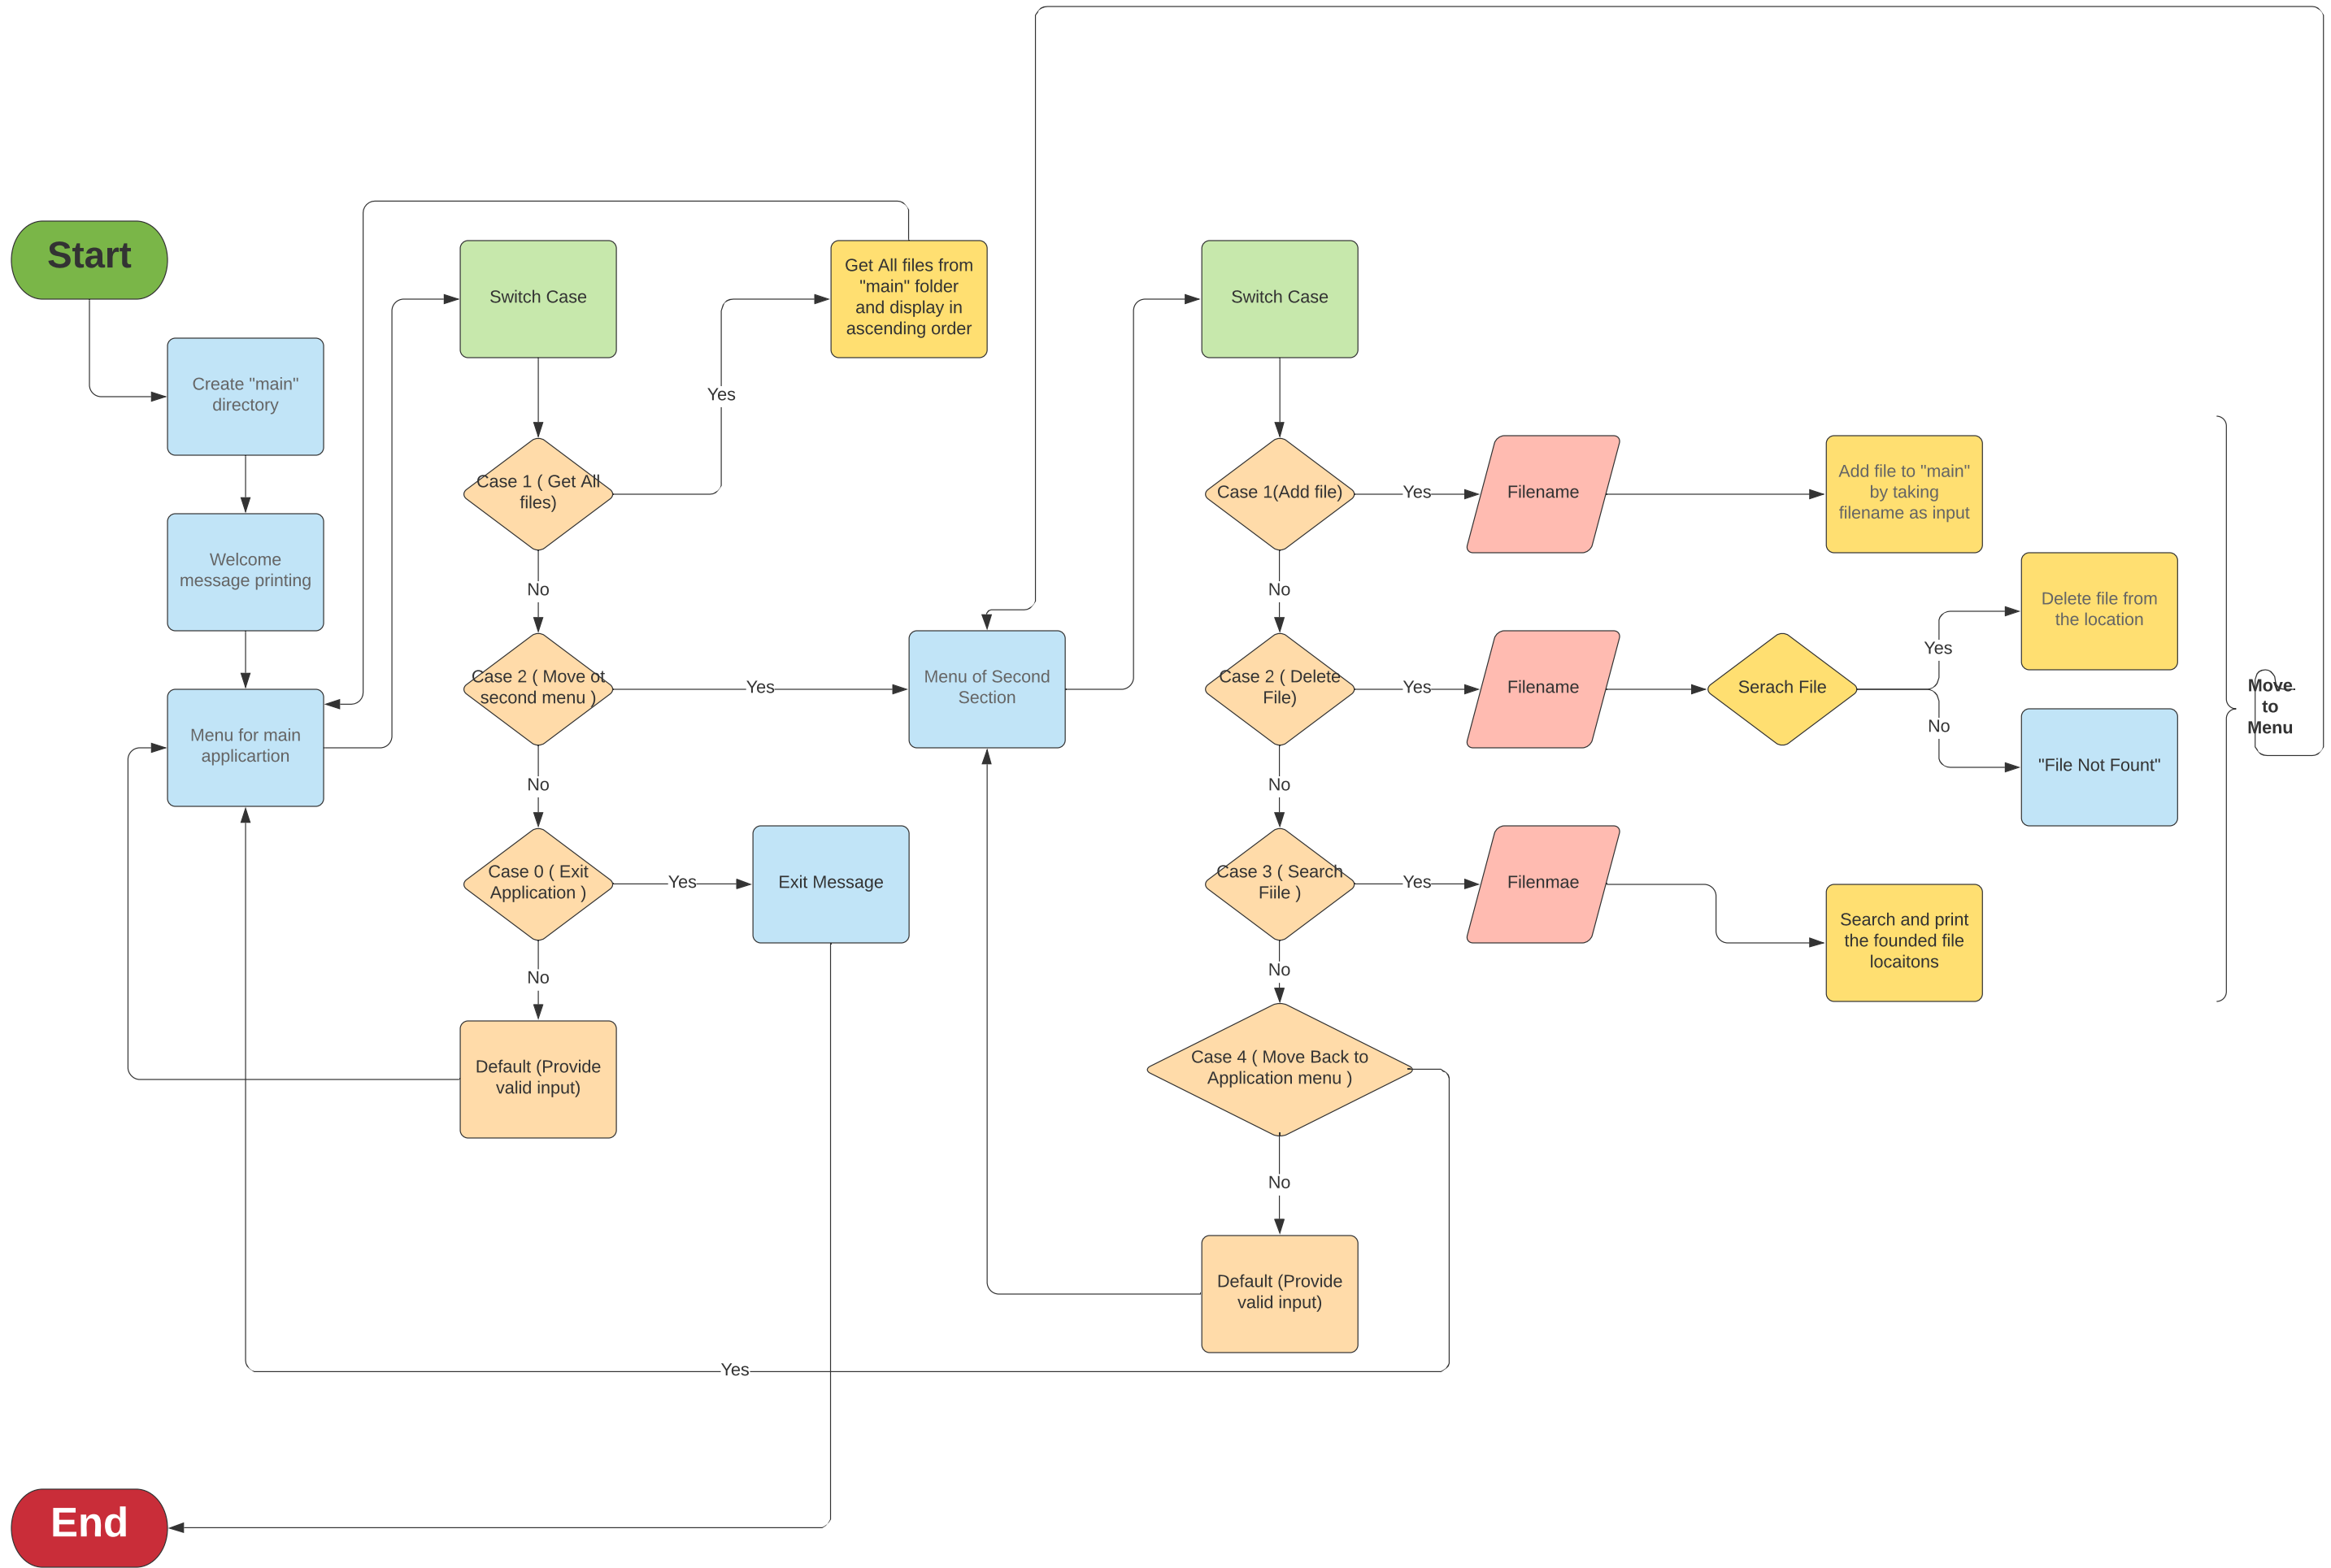 Start
Create "main"
directory
Welcome
message printing
Menu for main
applicartion
Switch Case
Case 1 ( Get All
files)
Yes
Get All files from
"main" folder
and display in
ascending order
No
Case 2 ( Move ot
second menu )
Yes
No
Case 0 ( Exit
Application )
Yes
Exit Message
No
Default (Provide
valid input)
Menu of Second
Section
Switch Case
Case 1(Add file)
Yes
Filename
Add file to "main"
by taking
filename as input
No
Case 2 ( Delete
File)
Yes
Filename
Serach File
Yes
Delete file from
the location
No
"File Not Fount"
No
Case 3 ( Search
Fiile )
Yes
Filenmae
Search and print
the founded file
locaitons
No
Case 4 ( Move Back to
Application menu )
No
Default (Provide
valid input)
Yes
Move
to
Menu
End